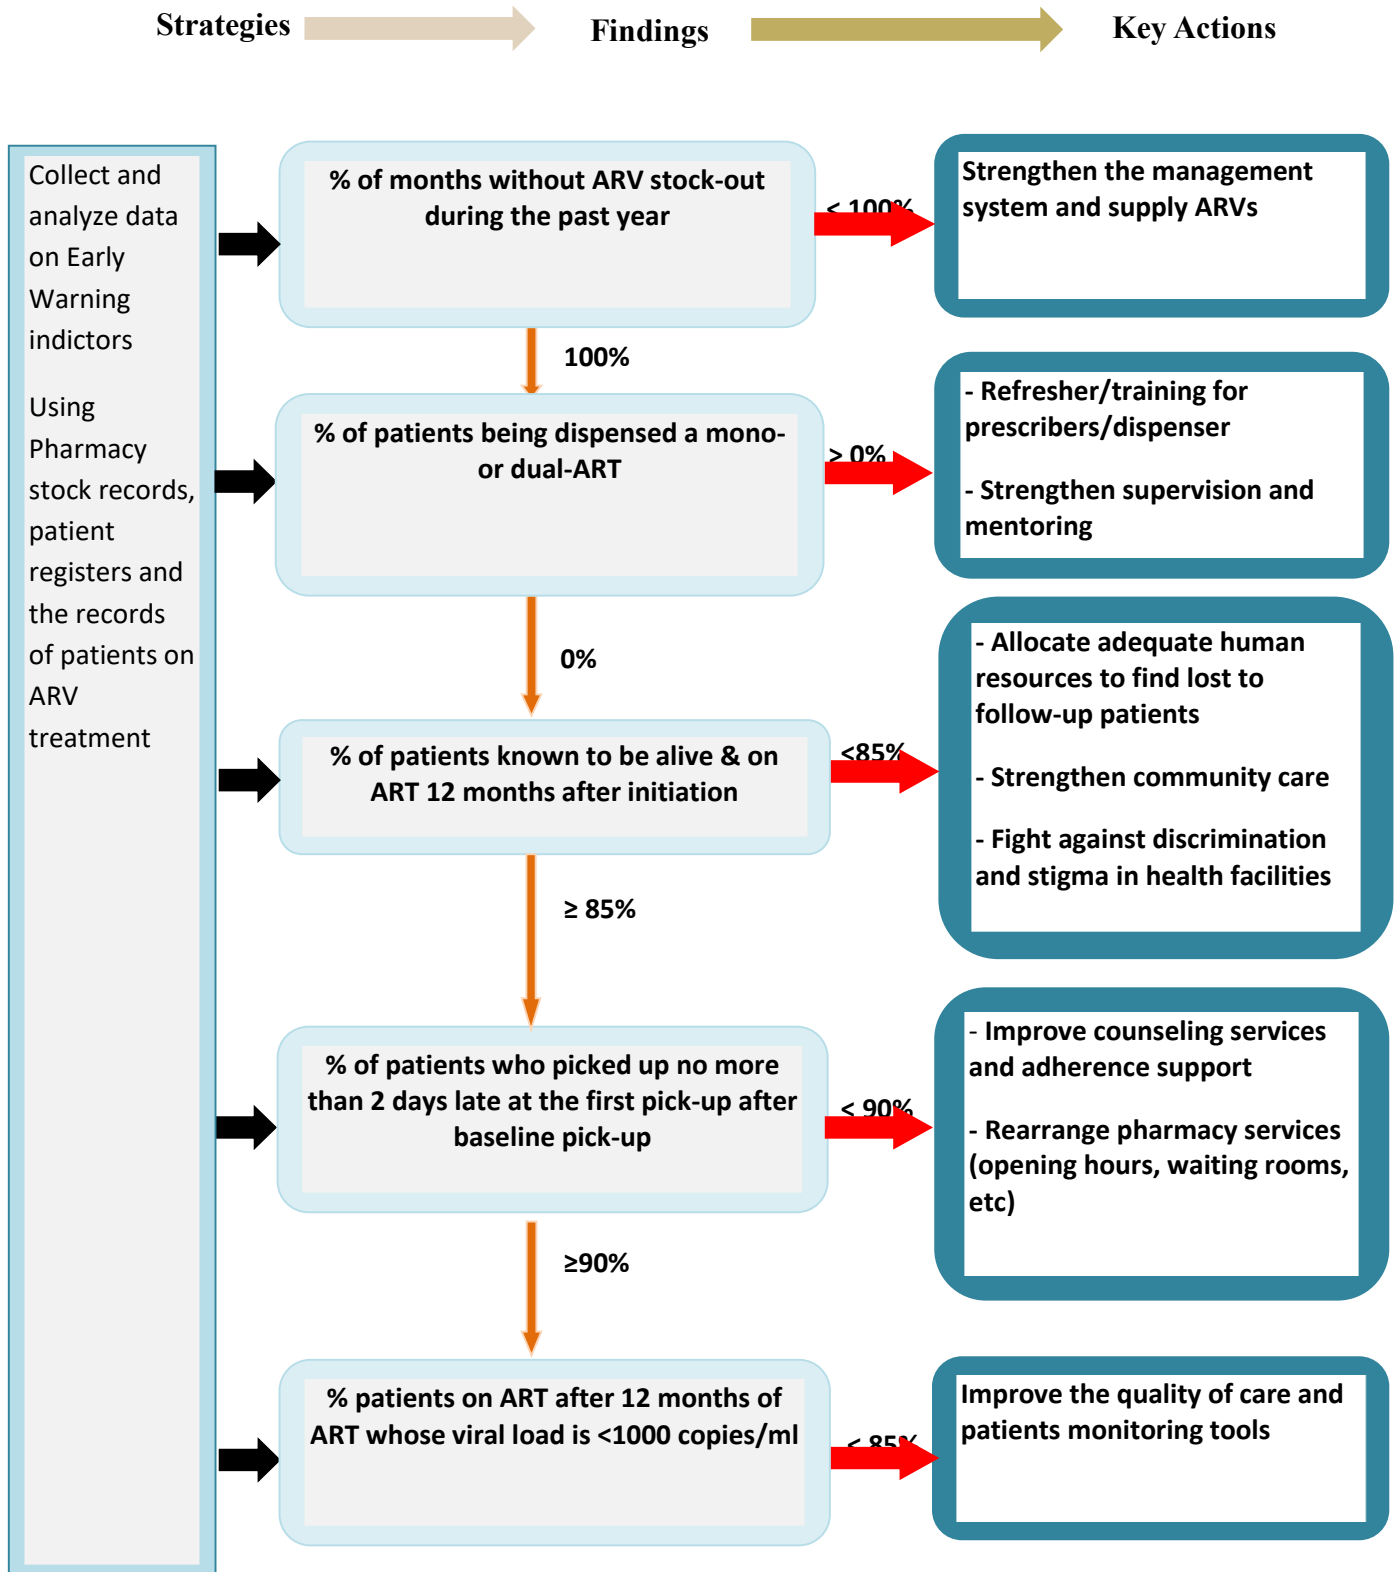 Strategies
Findings
Key Actions
Collect and
analyze data
on Early
Warning
indictors
Using
Pharmacy
stock records,
patient
registers and
the records
of patients on
ARV
treatment
% of months without ARV stock-out
during the past year
< 100%
Strengthen the management
system and supply ARVs
100%
% of patients being dispensed a mono-
or dual-ART
> 0%
- Refresher/training for
prescribers/dispenser
- Strengthen supervision and
mentoring
0%
% of patients known to be alive & on
ART 12 months after initiation
<85%
- Allocate adequate human
resources to find lost to
follow-up patients
- Strengthen community care
- Fight against discrimination
and stigma in health facilities
≥ 85%
% of patients who picked up no more
than 2 days late at the first pick-up after
baseline pick-up
< 90%
- Improve counseling services
and adherence support
- Rearrange pharmacy services
(opening hours, waiting rooms,
etc)
≥90%
% patients on ART after 12 months of
ART whose viral load is <1000 copies/ml
< 85%
Improve the quality of care and
patients monitoring tools